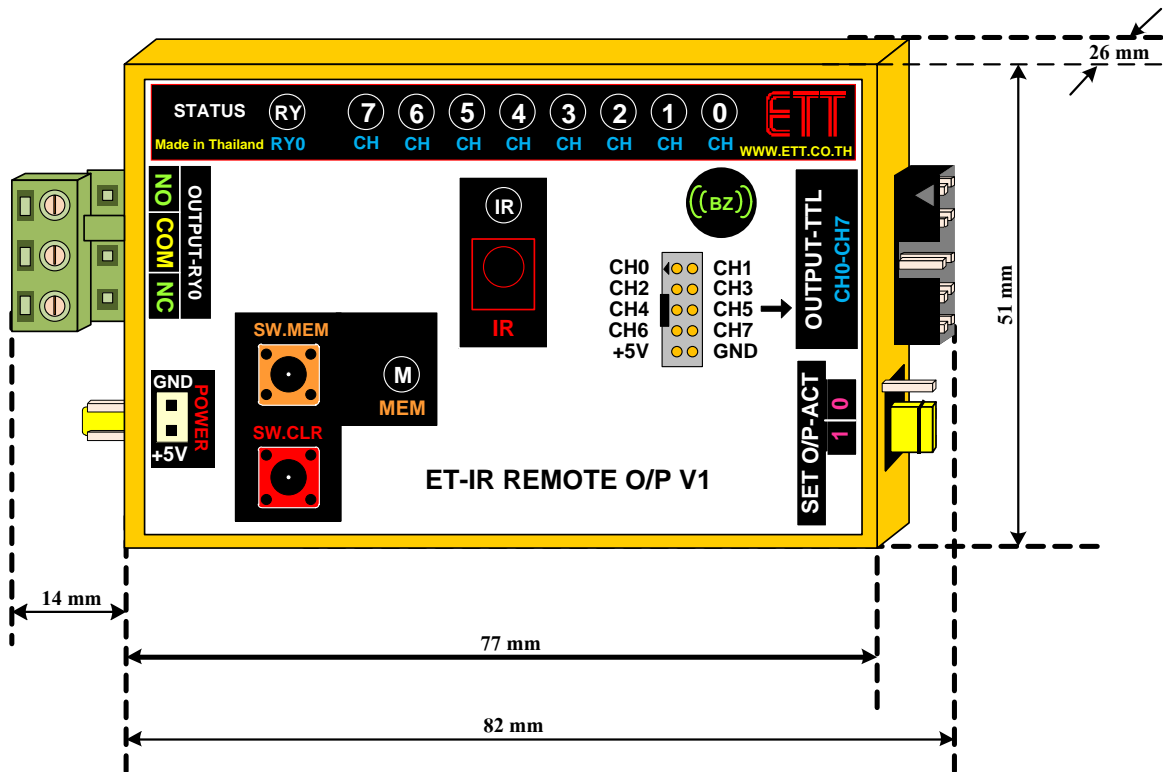 26 mm
STATUS RY 7 6 5 4 3 2 1 0 ETT
Made in Thailand RY0 CH CH CH CH CH CH CH CH WWW.ETT.CO.TH
NO COM NC
OUTPUT-RY0
IR
IR
((BZ))
CH0 CH1
CH2 CH3
CH4 CH5
CH6 CH7
+5V GND
OUTPUT-TTL
CH0-CH7
51 mm
SW.MEM
M
MEM
GND
POWER
+5V
SW.CLR
ET-IR REMOTE O/P V1
SET O/P-ACT
1 0
14 mm
77 mm
82 mm